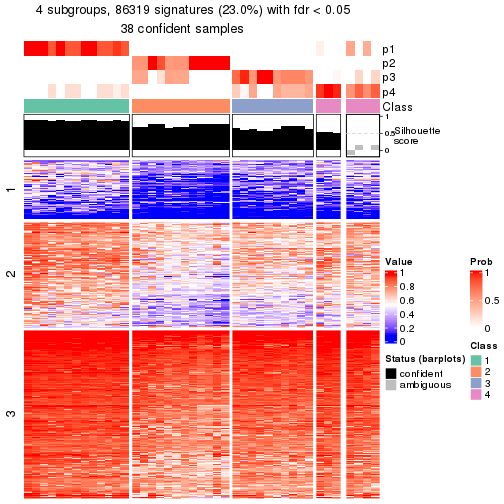 4 subgroups, 86319 signatures (23.0%) with fdr < 0.05
38 confident samples
p1
p2
p3
p4
Class
1
0.5
0
Silhouette
score
1
2
3
Value
1
0.8
0.6
0.4
0.2
0
Prob
1
0.5
0
Status (barplots)
confident
ambiguous
Class
1
2
3
4